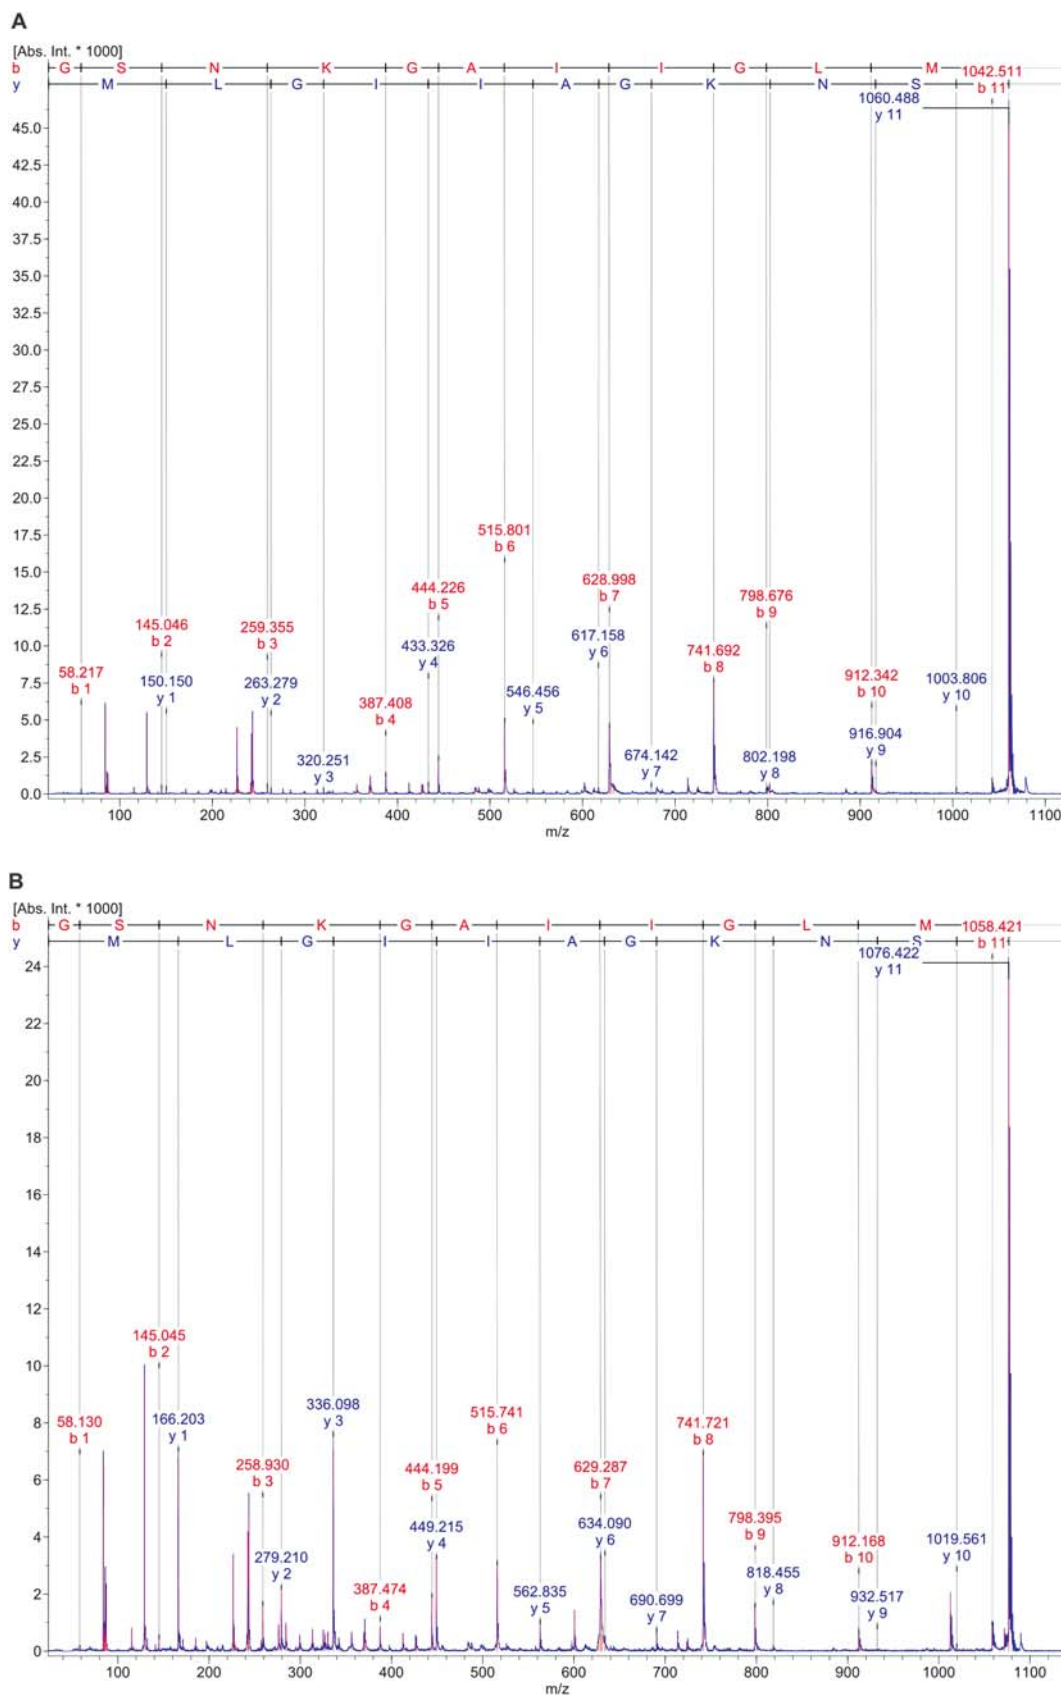 A
[Abs. Int. * 1000]
b G S N K G A I I G L M 1042.511
y M L G I I A G K N S b 11
1060.488
y 11
45.0
42.5
40.0
37.5
35.0
32.5
30.0
27.5
25.0
22.5
20.0
17.5
515.801
b 6
15.0
444.226
b 5
628.998
b 7
12.5
798.676
b 9
145.046
b 2
259.355
b 3
433.326
y 4
617.158
y 6
10.0
58.217
b 1
150.150
y 1
263.279
y 2
387.408
b 4
546.456
y 5
741.692
b 8
912.342
b 10
1003.806
y 10
7.5
5.0
320.251
y 3
674.142
y 7
802.198
y 8
916.904
y 9
2.5
0.0
100 200 300 400 500 600 700 800 900 1000 1100
m/z
B
[Abs. Int. * 1000]
b G S N K G A I I G L M 1058.421
y M L G I I A G K N S b 11
1076.422
y 11
24
22
20
18
16
14
12
145.045
b 2
10
58.130
b 1
166.203
y 1
336.098
y 3
515.741
b 6
741.721
b 8
8
258.930
b 3
444.199
b 5
629.287
b 7
6
279.210
y 2
449.215
y 4
634.090
y 6
798.395
b 9
4
387.474
b 4
562.835
y 5
690.699
y 7
818.455
y 8
912.168
b 10
932.517
y 9
1019.561
y 10
2
0
100 200 300 400 500 600 700 800 900 1000 1100
m/z